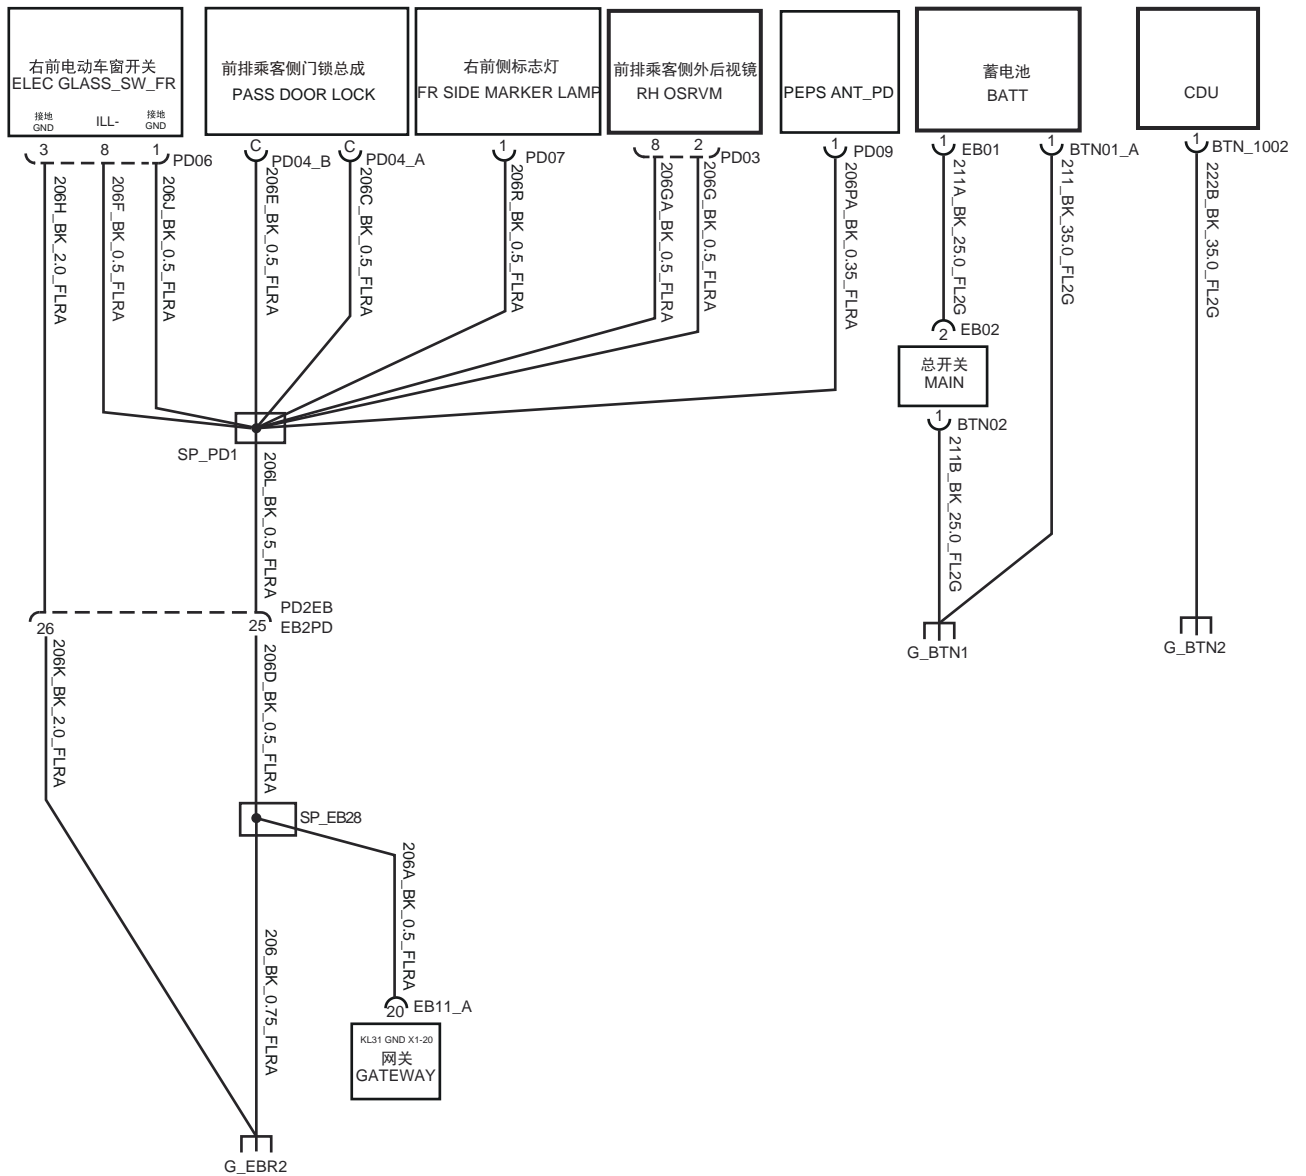 右前电动车窗开关
ELEC GLASS_SW_FR
接地
GND
ILL-
接地
GND
3
8
1
PD06
前排乘客侧门锁总成
PASS DOOR LOCK
C
PD04_B
C
PD04_A
右前侧标志灯
FR SIDE MARKER LAMP
1
PD07
前排乘客侧外后视镜
RH OSRVM
8
2
PD03
PEPS ANT_PD
1
PD09
蓄电池
BATT
1
EB01
1
BTN01_A
CDU
1
BTN_1002
206H_BK_2.0_FLRA
206F_BK_0.5_FLRA
206J_BK_0.5_FLRA
206E_BK_0.5_FLRA
206C_BK_0.5_FLRA
206R_BK_0.5_FLRA
206GA_BK_0.5_FLRA
206G_BK_0.5_FLRA
206PA_BK_0.35_FLRA
211A_BK_25.0_FL2G
211_BK_35.0_FL2G
222B_BK_35.0_FL2G
EB02
2
总开关
MAIN
1
BTN02
211B_BK_25.0_FL2G
SP_PD1
206L_BK_0.5_FLRA
PD2EB
EB2PD
26
25
G_BTN1
G_BTN2
206K_BK_2.0_FLRA
206D_BK_0.5_FLRA
SP_EB28
206A_BK_0.5_FLRA
206_BK_0.75_FLRA
20
EB11_A
KL31 GND X1-20
网关
GATEWAY
G_EBR2